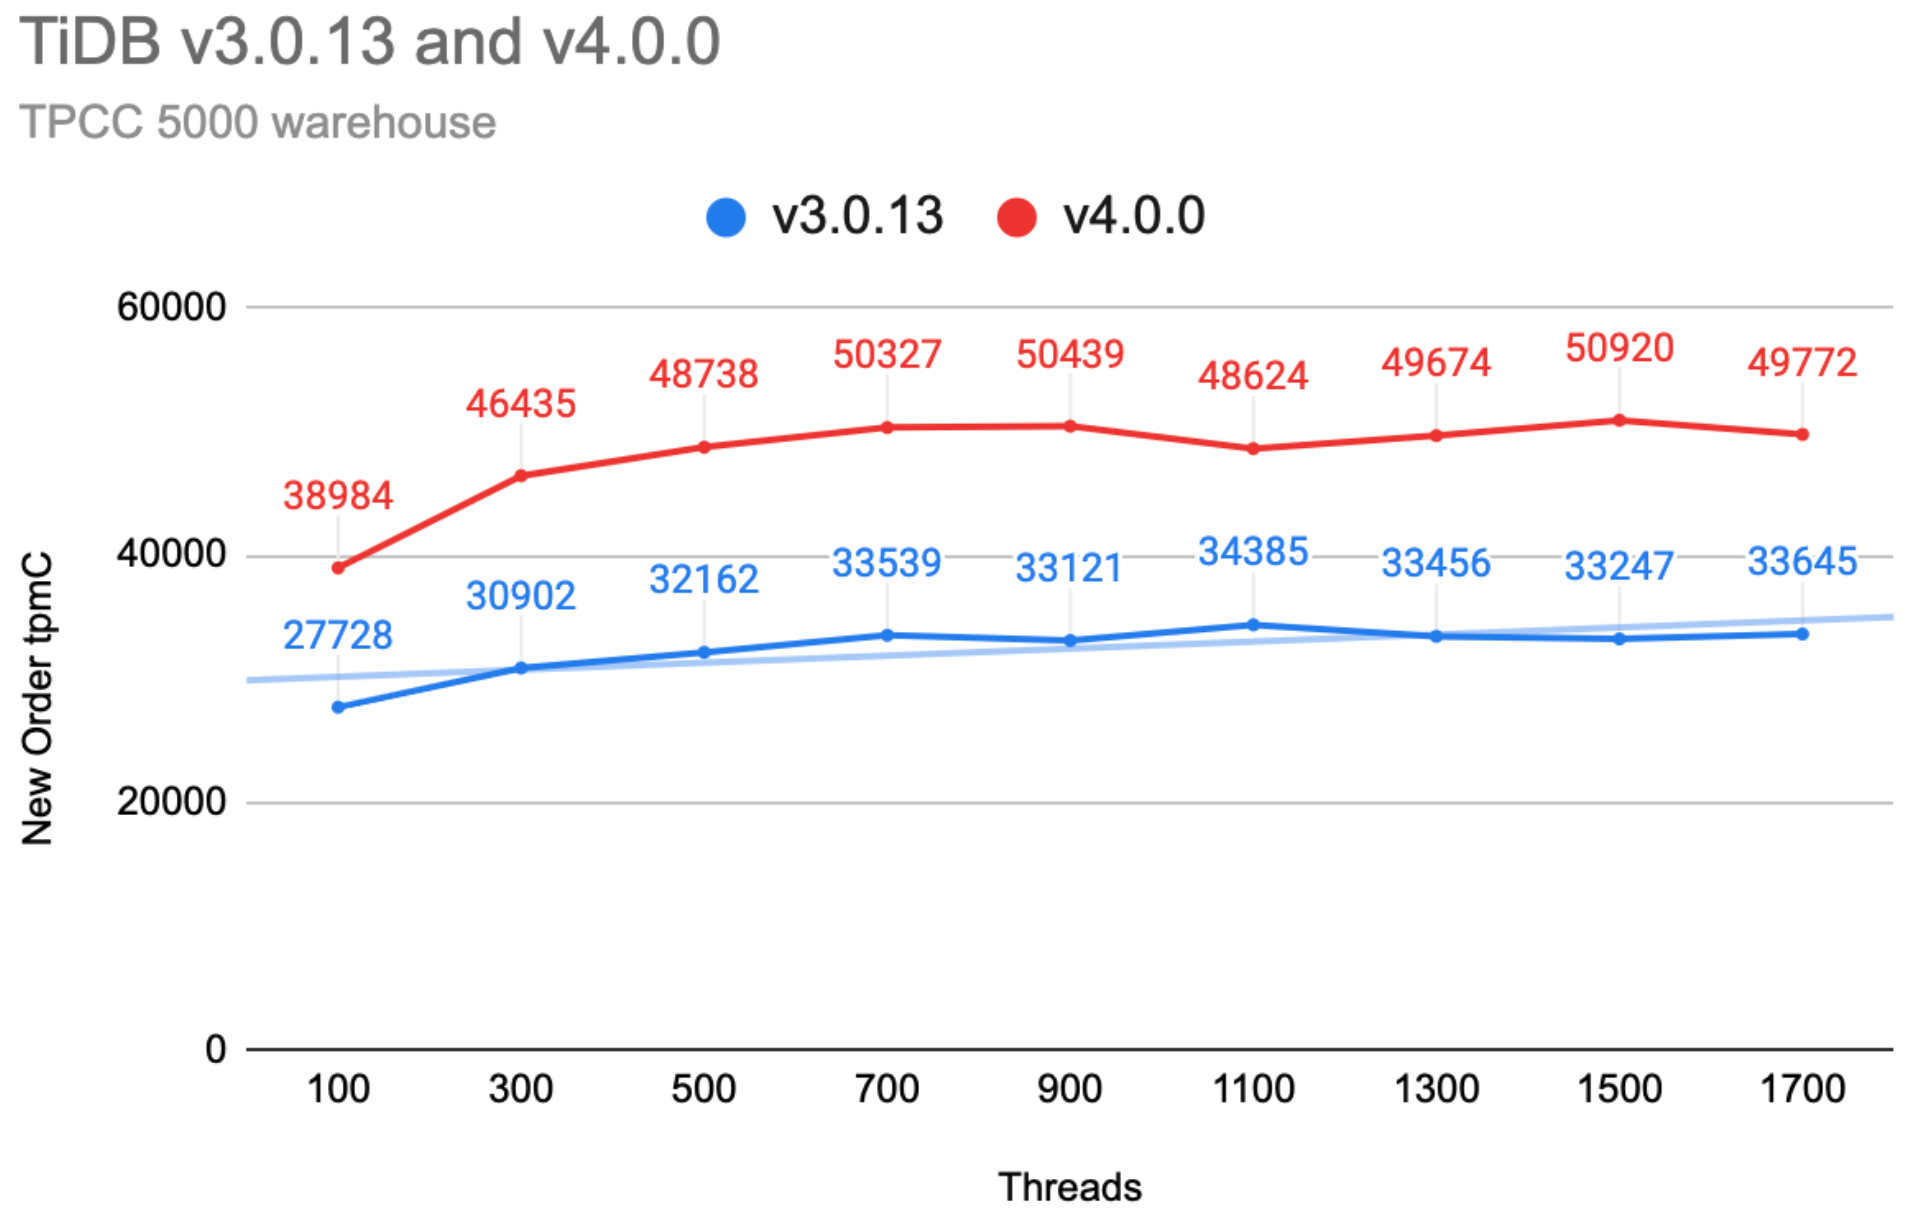 TiDB v3.0.13 and v4.0.0
TPCC 5000 warehouse
v3.0.13 v4.0.0
60000
50327 50439 48624 49674 50920 49772
48738
46435
38984
40000
33539 33121 34385 33456 33247 33645
32162
30902
27728
New Order tpmC
20000
0
100 300 500 700 900 1100 1300 1500 1700
Threads